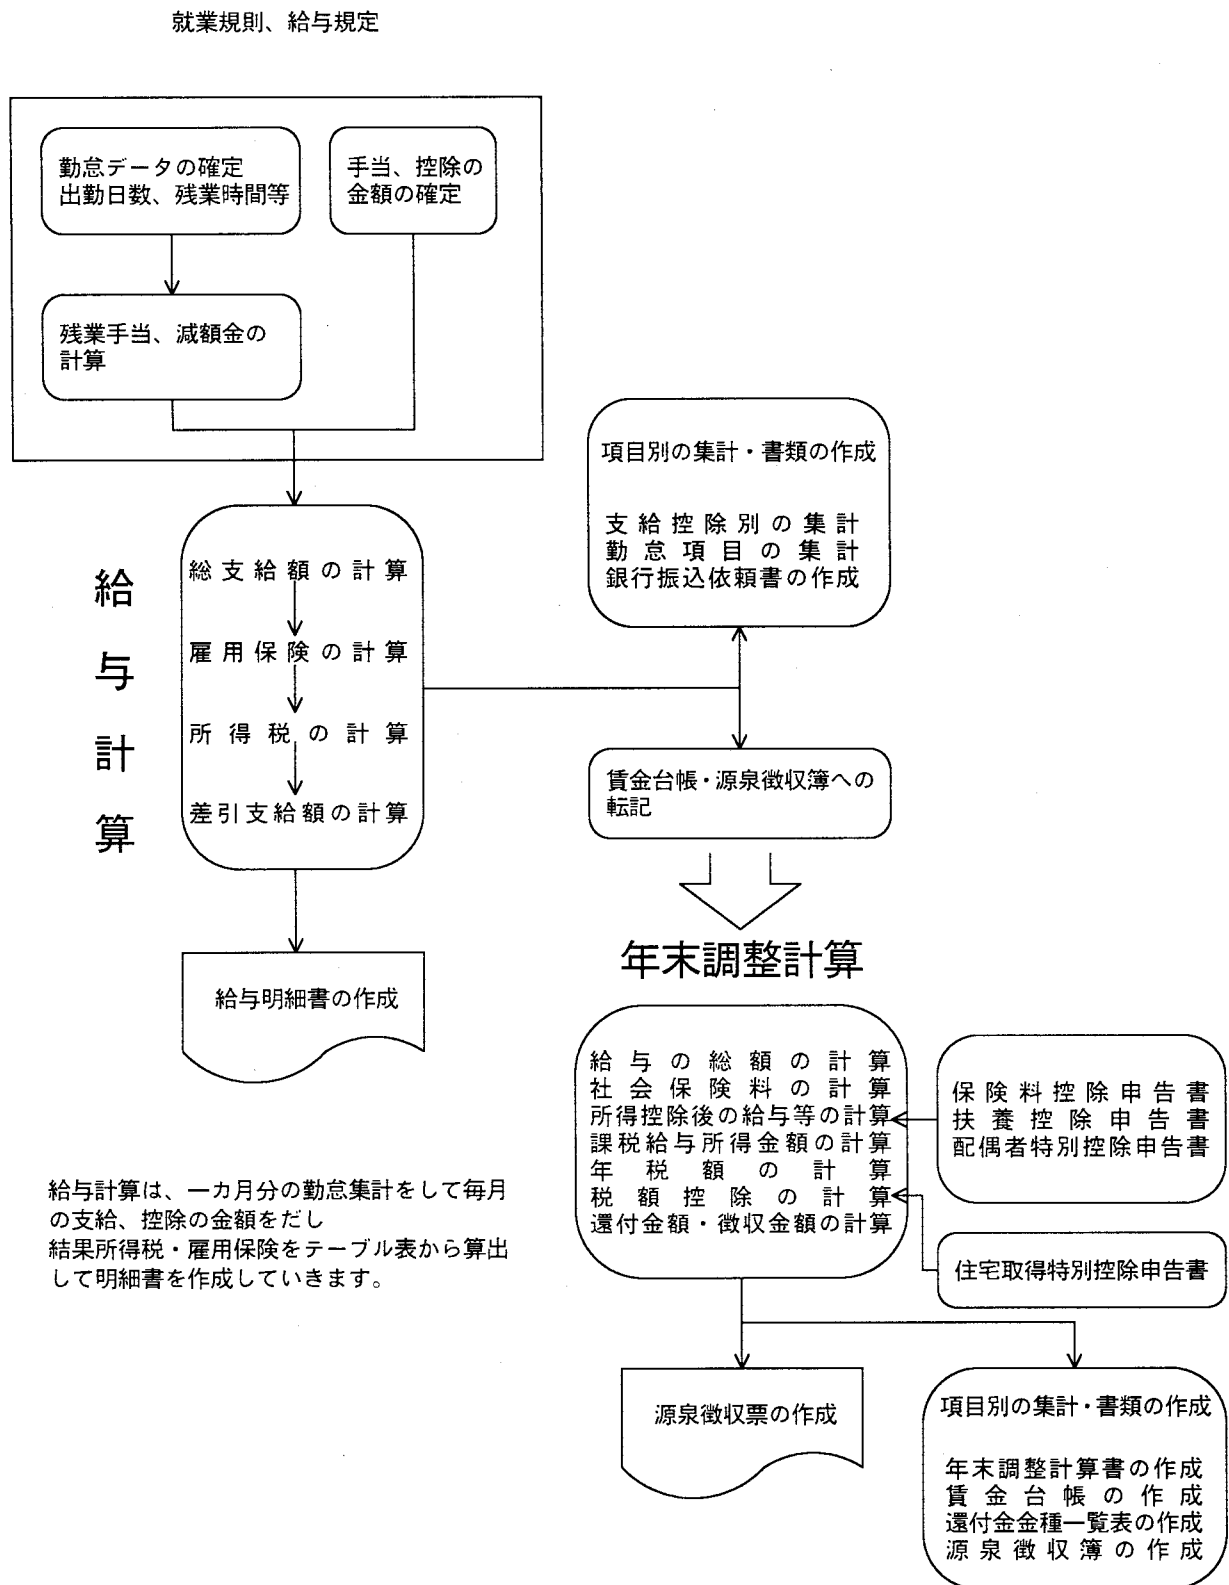 就業規則、給与規定
勤怠データの確定
出勤日数、残業時間等
手当、控除の
金額の確定
残業手当、減額金の
計算
給与計算
総支給額の計算
雇用保険の計算
所得税の計算
差引支給額の計算
給与明細書の作成
項目別の集計・書類の作成
支給控除別の集計
勤怠項目の集計
銀行振込依頼書の作成
賃金台帳・源泉徴収簿への
転記
年末調整計算
給与の総額の計算
社会保険料の計算
所得控除後の給与等の計算
課税給与所得金額の計算
年税額の計算
税額控除の計算
還付金額・徴収金額の計算
保険料控除申告書
扶養控除申告書
配偶者特別控除申告書
住宅取得特別控除申告書
給与計算は、一カ月分の勤怠集計をして毎月
の支給、控除の金額をだし
結果所得税・雇用保険をテーブル表から算出
して明細書を作成していきます。
源泉徴収票の作成
項目別の集計・書類の作成
年末調整計算書の作成
賃金台帳の作成
還付金金種一覧表の作成
源泉徴収簿の作成